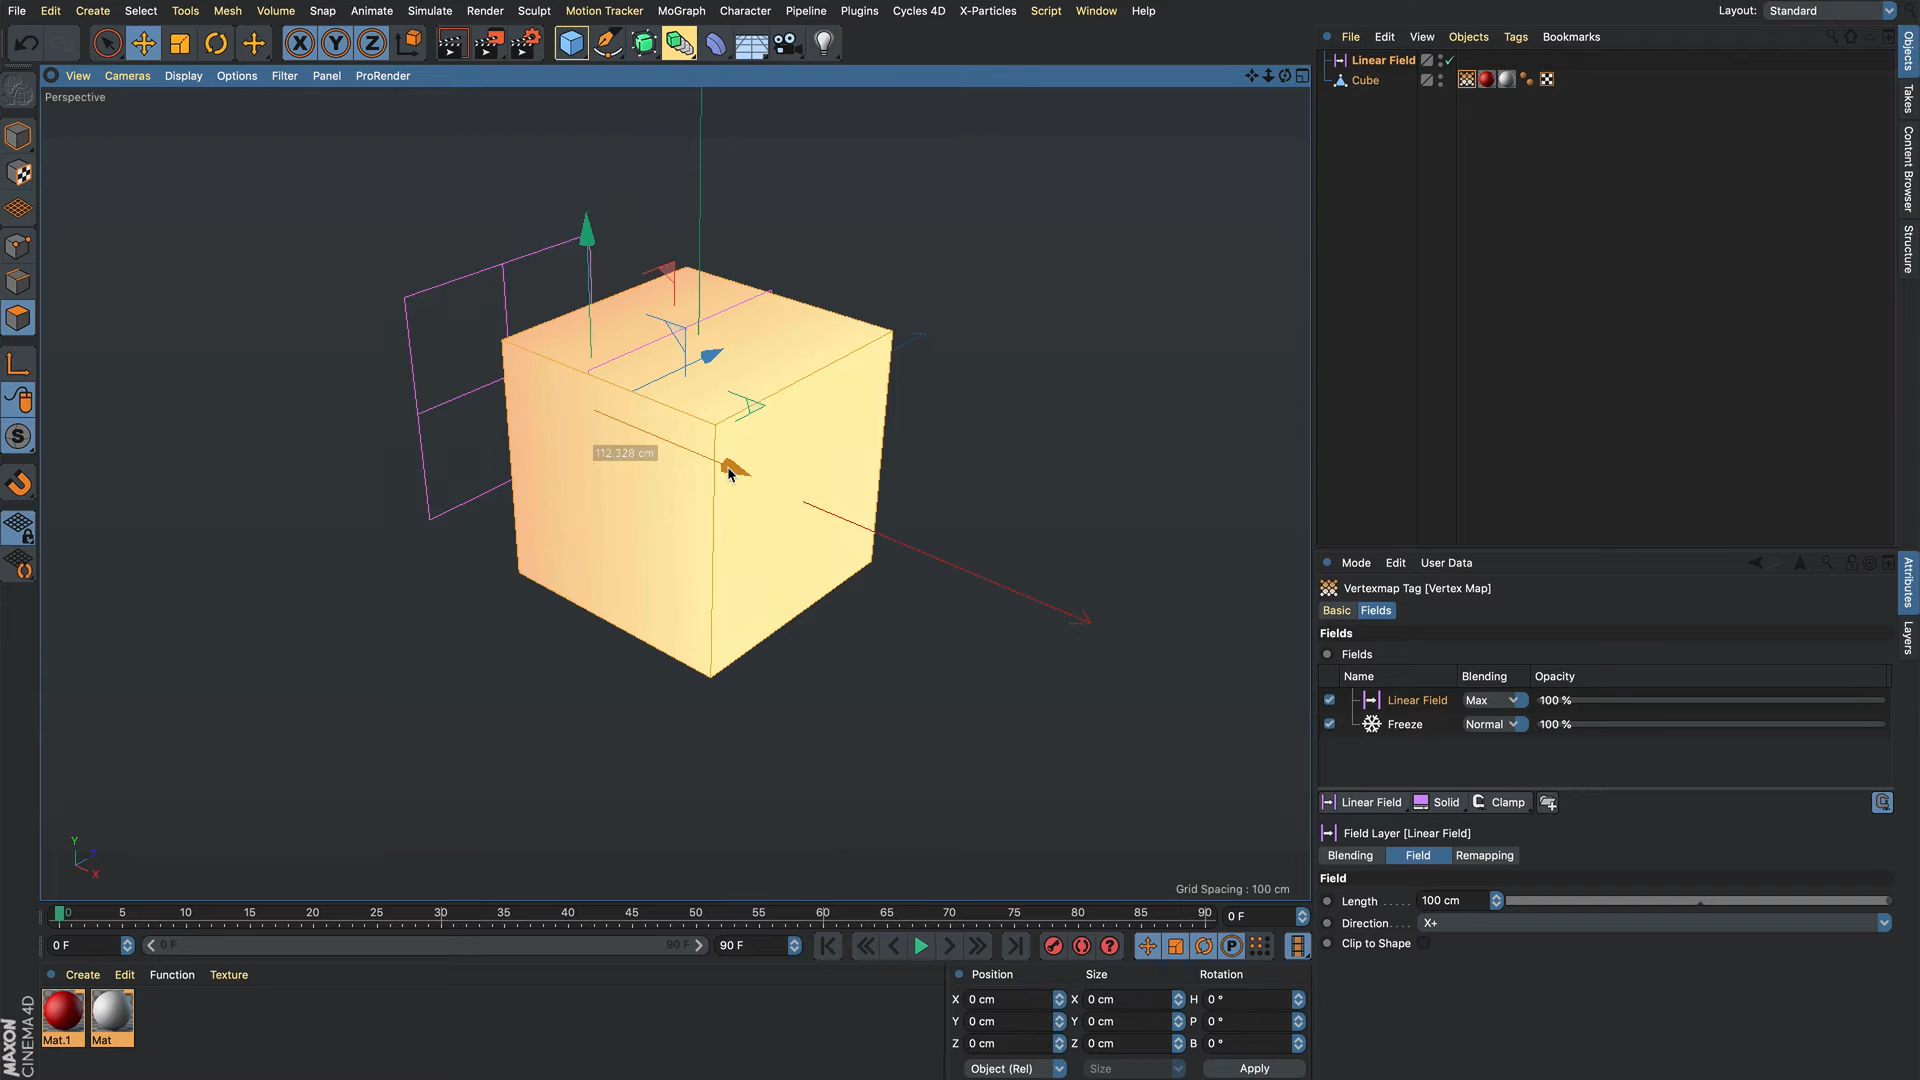 File Edit Create Select Tools Mesh Volume Snap Animate Simulate Render Sculpt Motion Tracker MoGraph Character Pipeline Plugins Cycles 4D X-Particles Script Window Help Layout: Standard
View Cameras Display Options Filter Panel ProRender
Perspective
112.328 cm
Y
Z
X
Grid Spacing : 100 cm
File Edit View Objects Tags Bookmarks
Linear Field
Cube
Objects
Takes
Content Browser
Structure
Mode Edit User Data
Vertexmap Tag [Vertex Map]
Basic Fields
Fields
Fields
Name Blending Opacity
Linear Field Max 100 %
Freeze Normal 100 %
Linear Field Solid Clamp
Field Layer [Linear Field]
Blending Field Remapping
Field
Length 100 cm
Direction X+
Clip to Shape
Attributes
Layers
0 5 10 15 20 25 30 35 40 45 50 55 60 65 70 75 80 85 90 0 F
0 F 0 F 90 F 90 F
Create Edit Function Texture
Mat.1 Mat
Position Size Rotation
X 0 cm X 0 cm H 0 °
Y 0 cm Y 0 cm P 0 °
Z 0 cm Z 0 cm B 0 °
Object (Rel) Size Apply
MAXON
CINEMA 4D